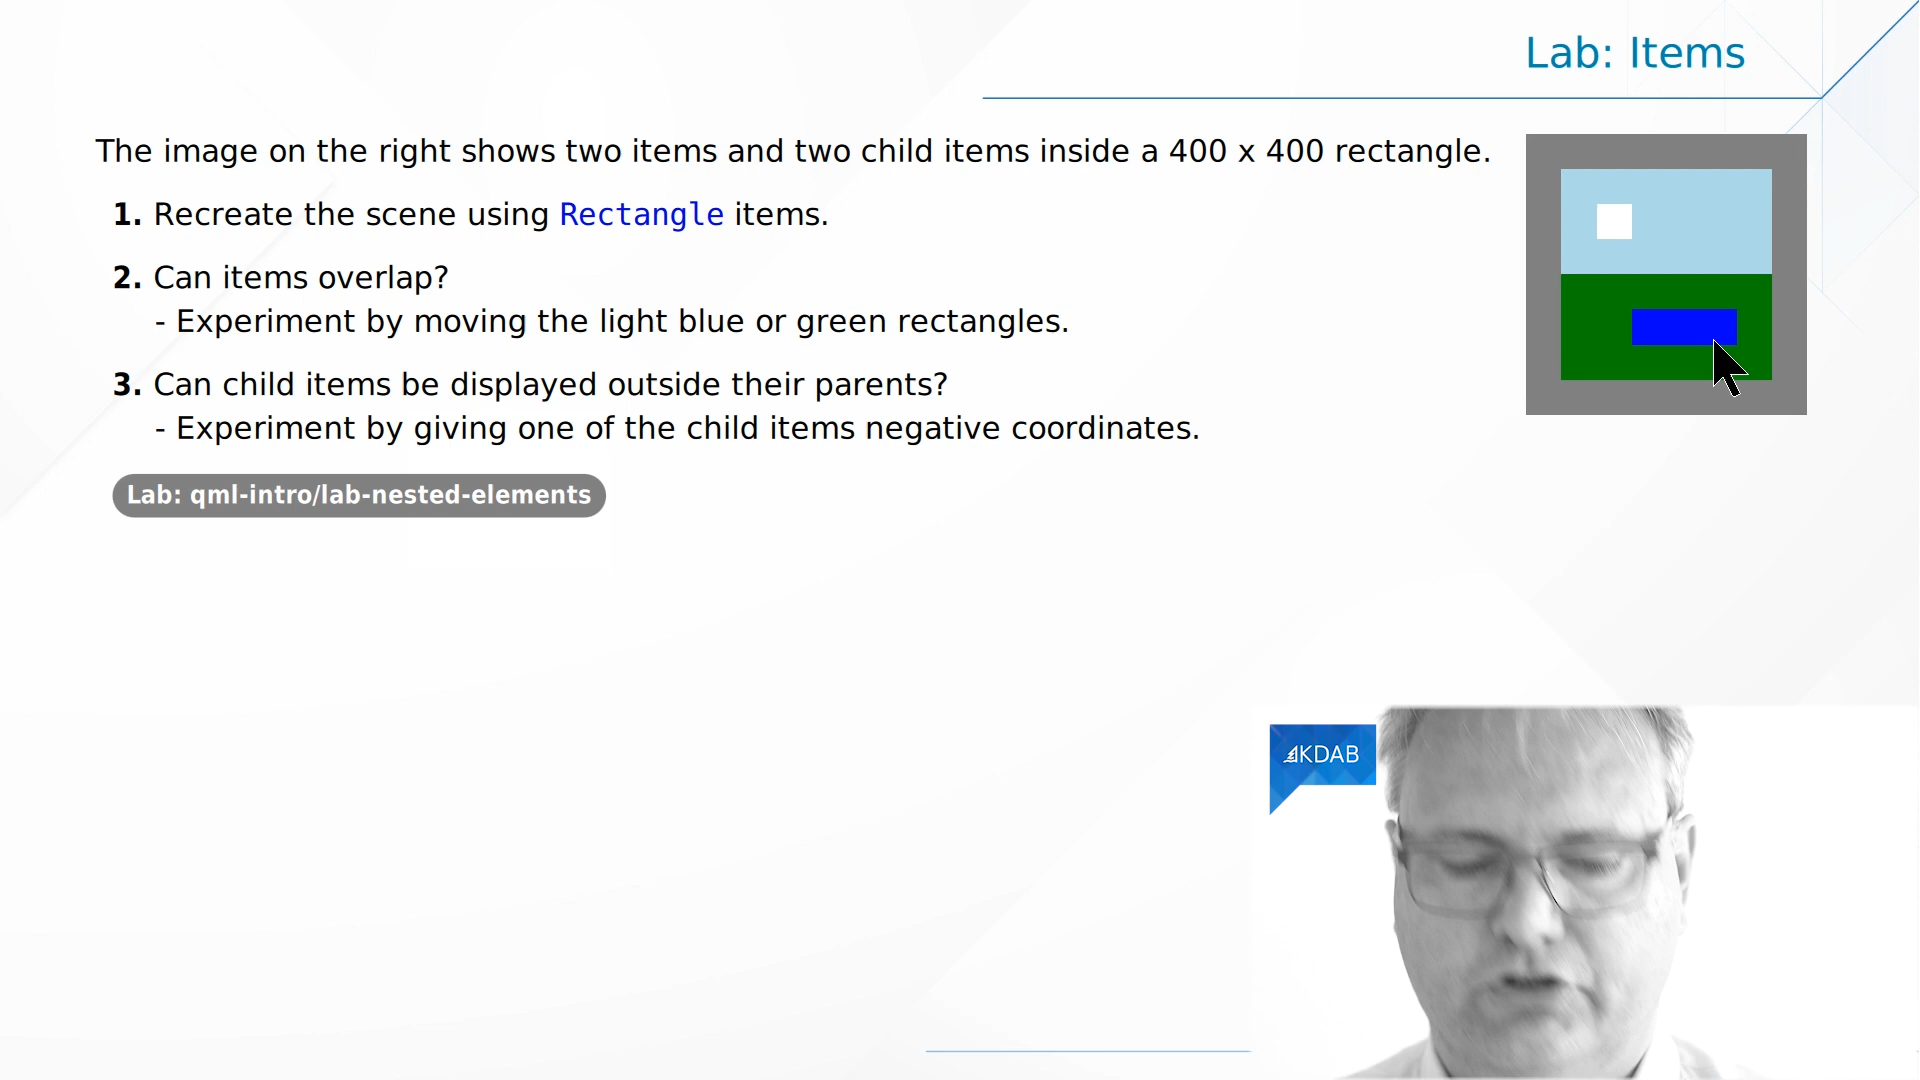 Lab: Items
The image on the right shows two items and two child items inside a 400 x 400 rectangle.
1. Recreate the scene using Rectangle items.
2. Can items overlap?
- Experiment by moving the light blue or green rectangles.
3. Can child items be displayed outside their parents?
- Experiment by giving one of the child items negative coordinates.
Lab: qml-intro/lab-nested-elements
KDAB